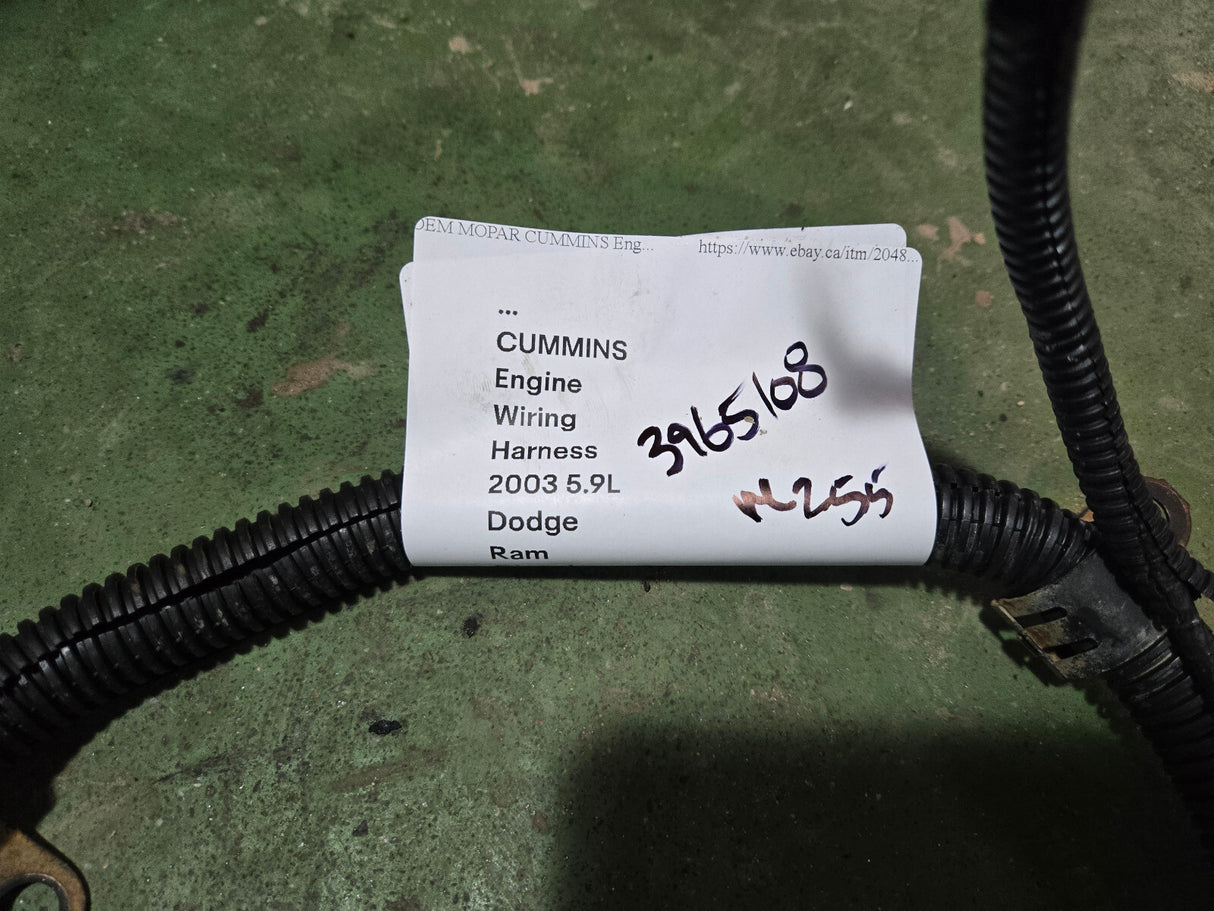 OEM MOPAR CUMMINS Eng...
https://www.ebay.ca/itm/2048...
...
CUMMINS
Engine
Wiring
Harness
2003 5.9L
Dodge
Ram
3965108
255